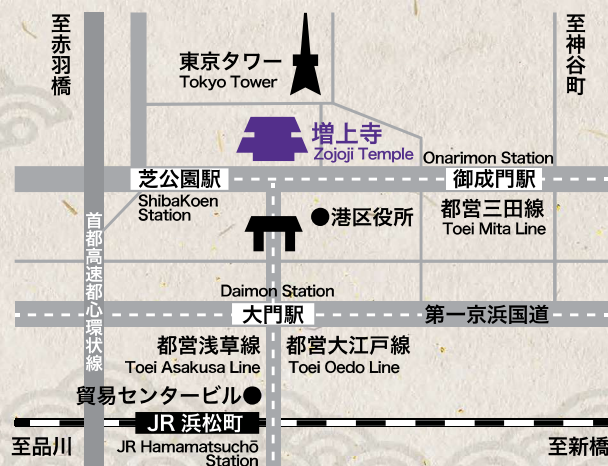 至赤羽橋
東京タワー
Tokyo Tower
至神谷町
増上寺
Zojoji Temple
Onarimon Station
芝公園駅
御成門駅
ShibaKoen
Station
都営三田線
Toei Mita Line
港区役所
首都高速都心環状線
Daimon Station
大門駅
第一京浜国道
都営浅草線
Toei Asakusa Line
都営大江戸線
Toei Oedo Line
貿易センタービル
JR 浜松町
至品川
JR Hamamatsuchō
Station
至新橋